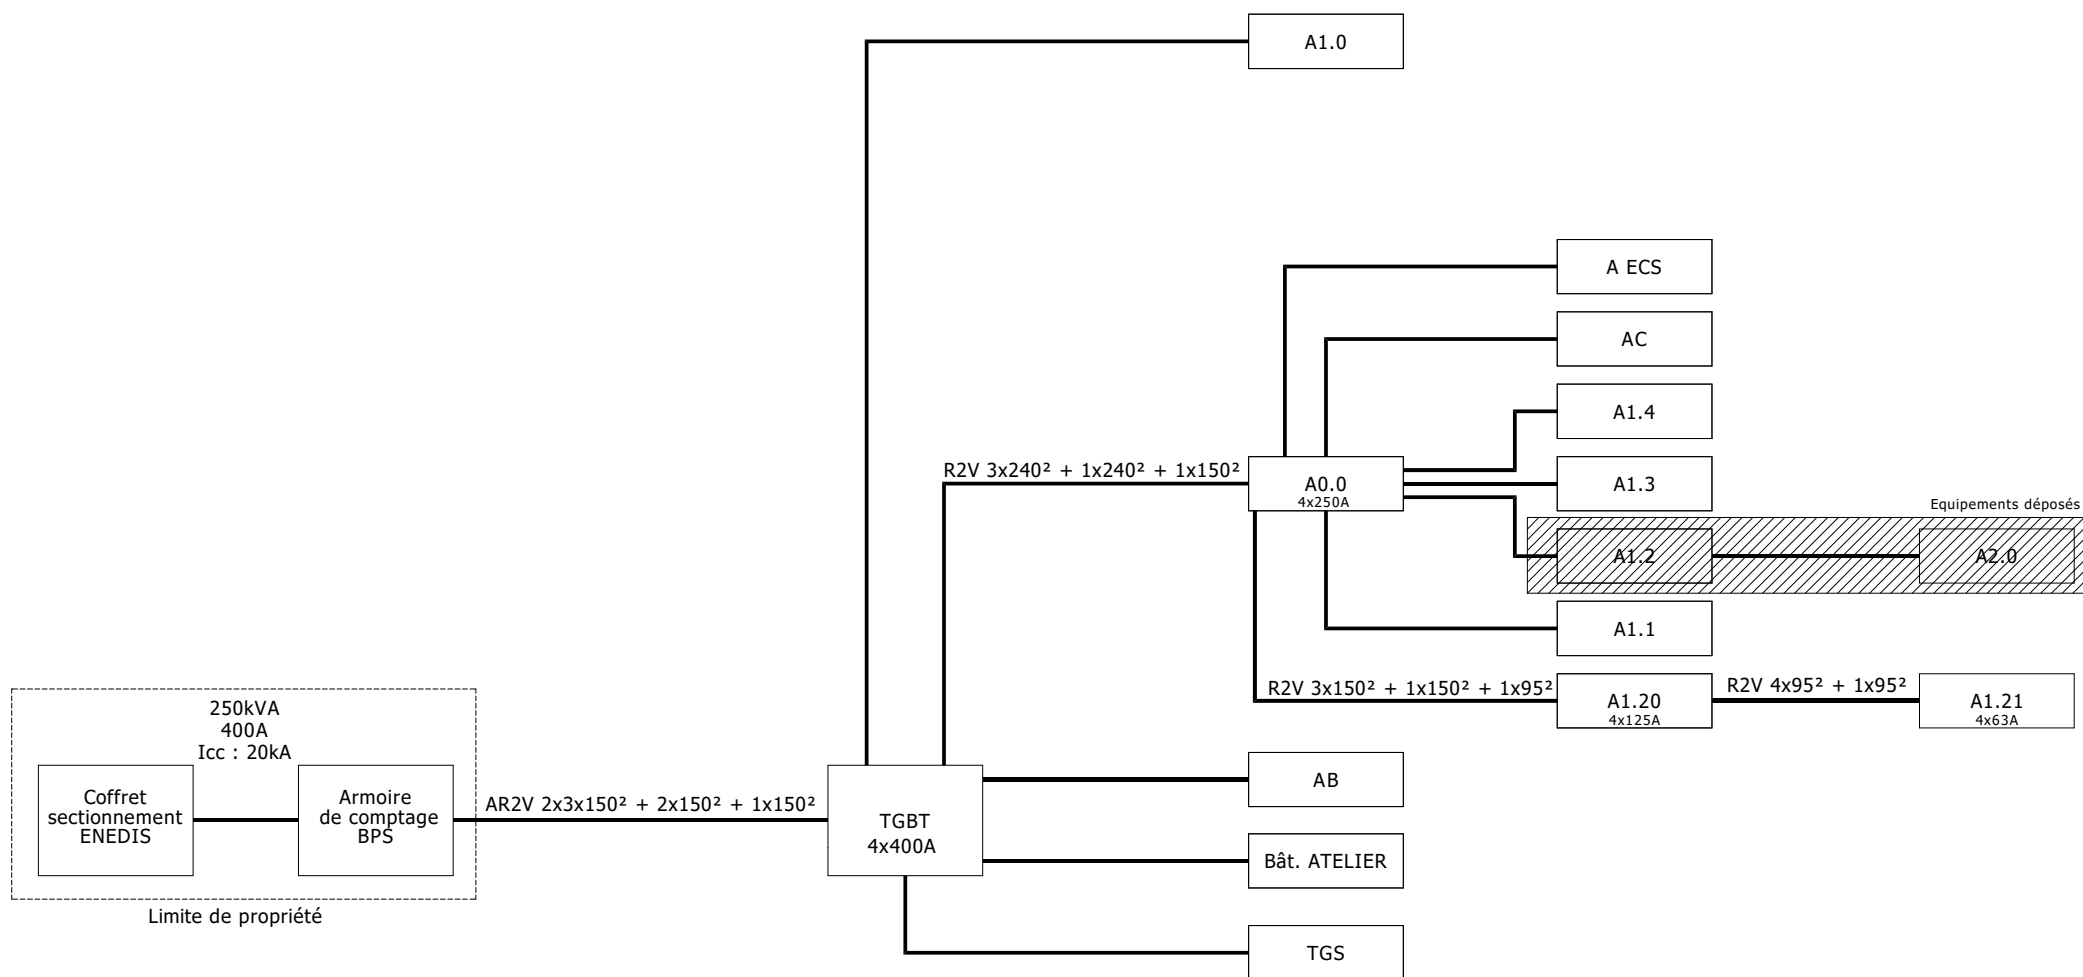 A1.0
A ECS
AC
A1.4
R2V 3x240² + 1x240² + 1x150²
A0.0
4x250A
A1.3
Equipements déposés
A1.2
A2.0
A1.1
R2V 3x150² + 1x150² + 1x95²
A1.20
4x125A
R2V 4x95² + 1x95²
A1.21
4x63A
250kVA
400A
Icc : 20kA
Coffret
sectionnement
ENEDIS
Armoire
de comptage
BPS
AR2V 2x3x150² + 2x150² + 1x150²
TGBT
4x400A
AB
Bât. ATELIER
Limite de propriété
TGS